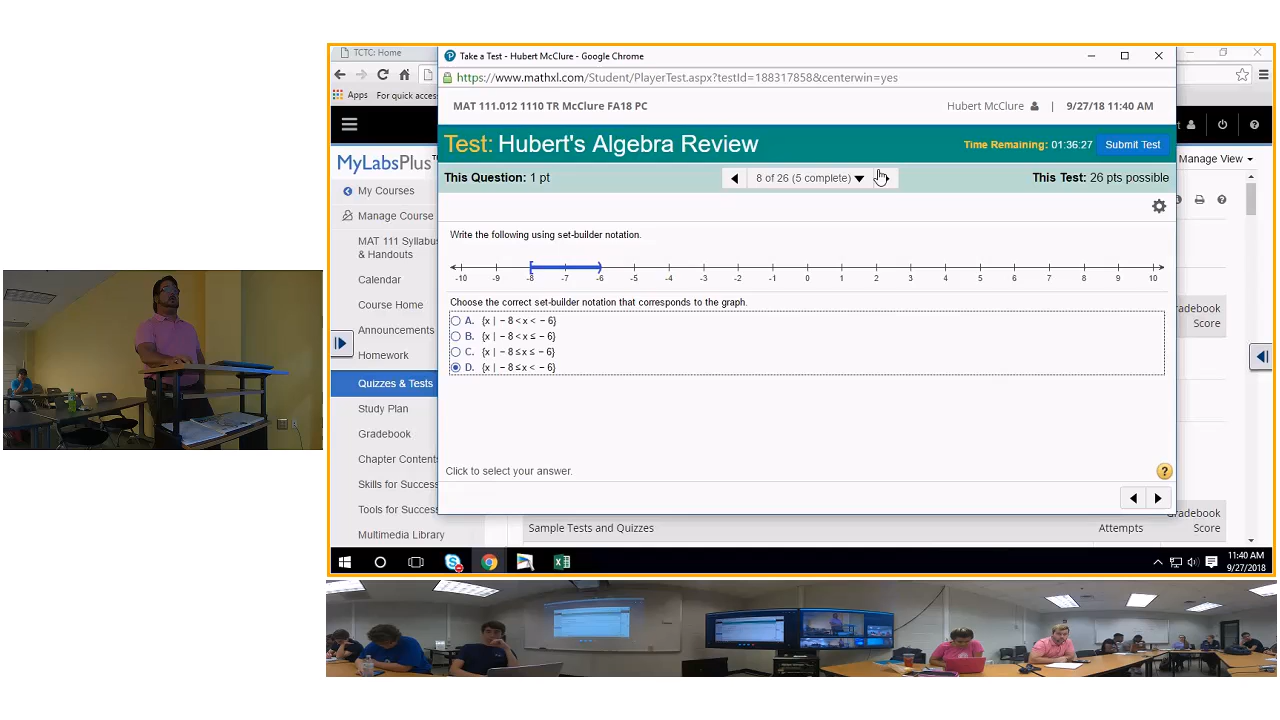 TCTC: Home
Take a Test - Hubert McClure - Google Chrome
https://www.mathxl.com/Student/PlayerTest.aspx?testId=188317858&centerwin=yes
Apps
For quick access
MAT 111.012 1110 TR McClure FA18 PC
Hubert McClure
9/27/18 11:40 AM
Test: Hubert's Algebra Review
Time Remaining: 01:36:27
Submit Test
MyLabsPlus
Manage View
This Question: 1 pt
8 of 26 (5 complete)
This Test: 26 pts possible
My Courses
Manage Course
MAT 111 Syllabu
& Handouts
Calendar
Course Home
Announcements
Homework
Quizzes & Tests
Study Plan
Gradebook
Chapter Content
Skills for Succes
Tools for Succes
Multimedia Library
Write the following using set-builder notation.
-10 -9 -8 -7 -6 -5 -4 -3 -2 -1 0 1 2 3 4 5 6 7 8 9 10
Choose the correct set-builder notation that corresponds to the graph.
A. {x | − 8 < x < − 6}
B. {x | − 8 < x ≤ − 6}
C. {x | − 8 ≤ x ≤ − 6}
D. {x | − 8 ≤ x < − 6}
adebook
Score
Click to select your answer.
?
radebook
Score
Sample Tests and Quizzes
Attempts
11:40 AM
9/27/2018